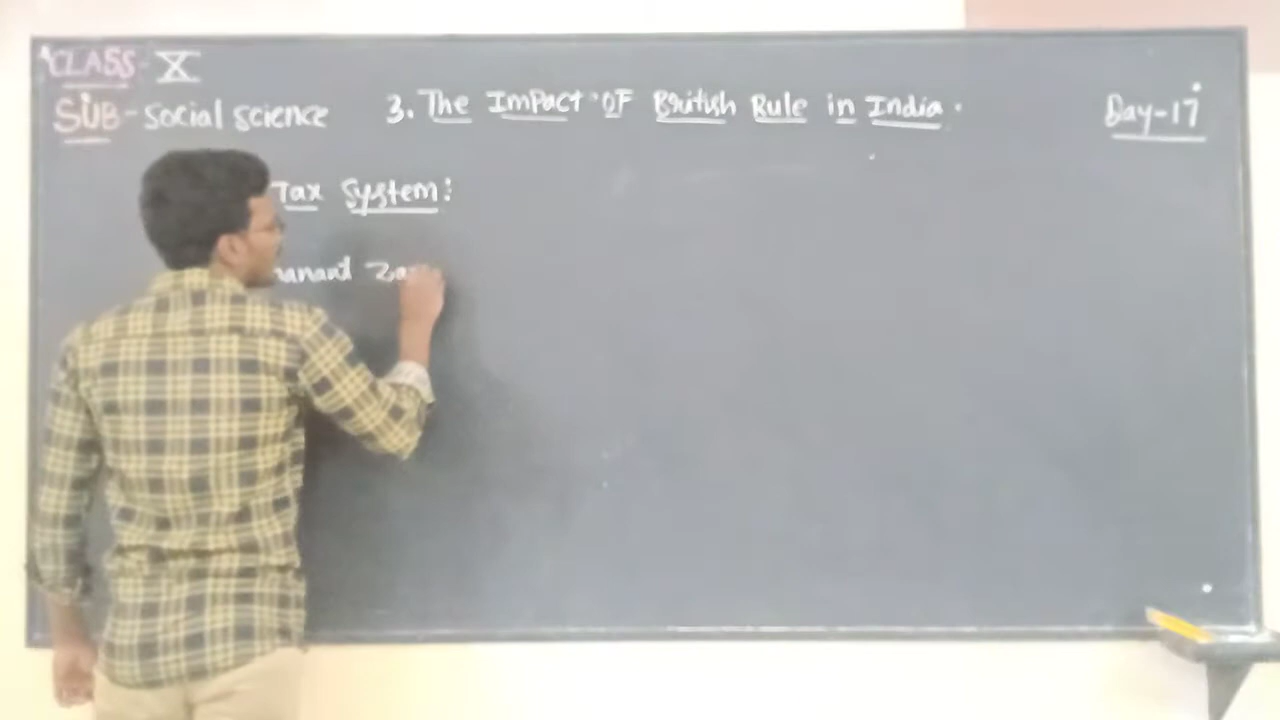 CLASS - X
SUB - Social science
3. The Impact OF British Rule in India.
Day-17
Tax System: